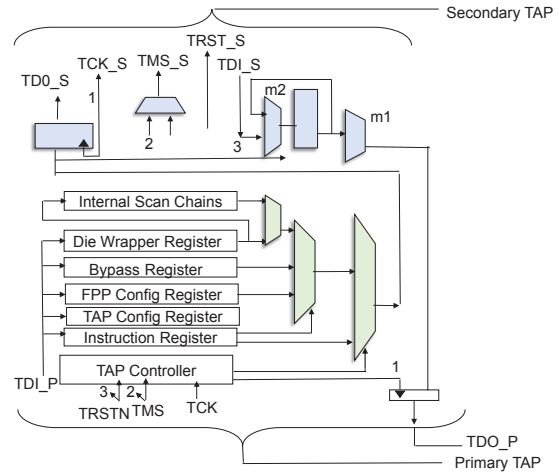 Secondary TAP
TRST_S
TCK_S
TMS_S
TDI_S
TD0_S
1
m2
m1
2
3
Internal Scan Chains
Die Wrapper Register
Bypass Register
FPP Config Register
TAP Config Register
Instruction Register
TDI_P
TAP Controller
1
3
2
TRSTN
TMS
TCK
TDO_P
Primary TAP